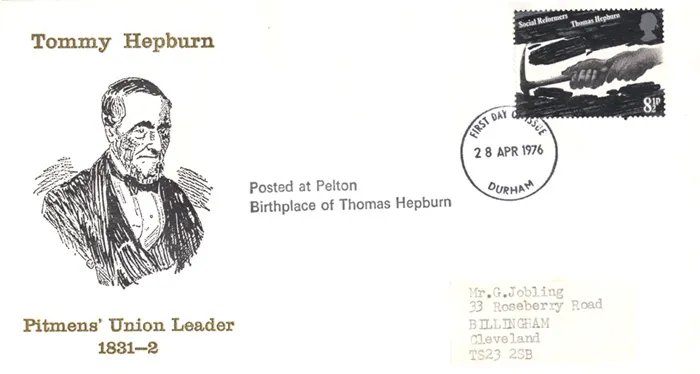 Tommy Hepburn
Social Reformers Thomas Hepburn
8½p
FIRST DAY OF ISSUE
28 APR 1976
DURHAM
Posted at Pelton
Birthplace of Thomas Hepburn
Mr.G.Jobling
33 Roseberry Road
BILLINGHAM
Cleveland
TS23 2SB
Pitmens' Union Leader
1831–2